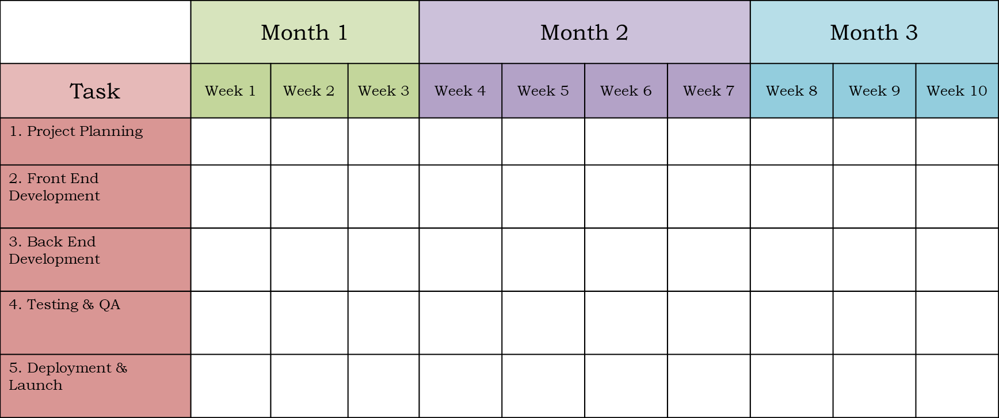 Month 1 Month 2 Month 3
Task Week 1 Week 2 Week 3 Week 4 Week 5 Week 6 Week 7 Week 8 Week 9 Week 10
1. Project Planning
2. Front End
Development
3. Back End
Development
4. Testing & QA
5. Deployment &
Launch